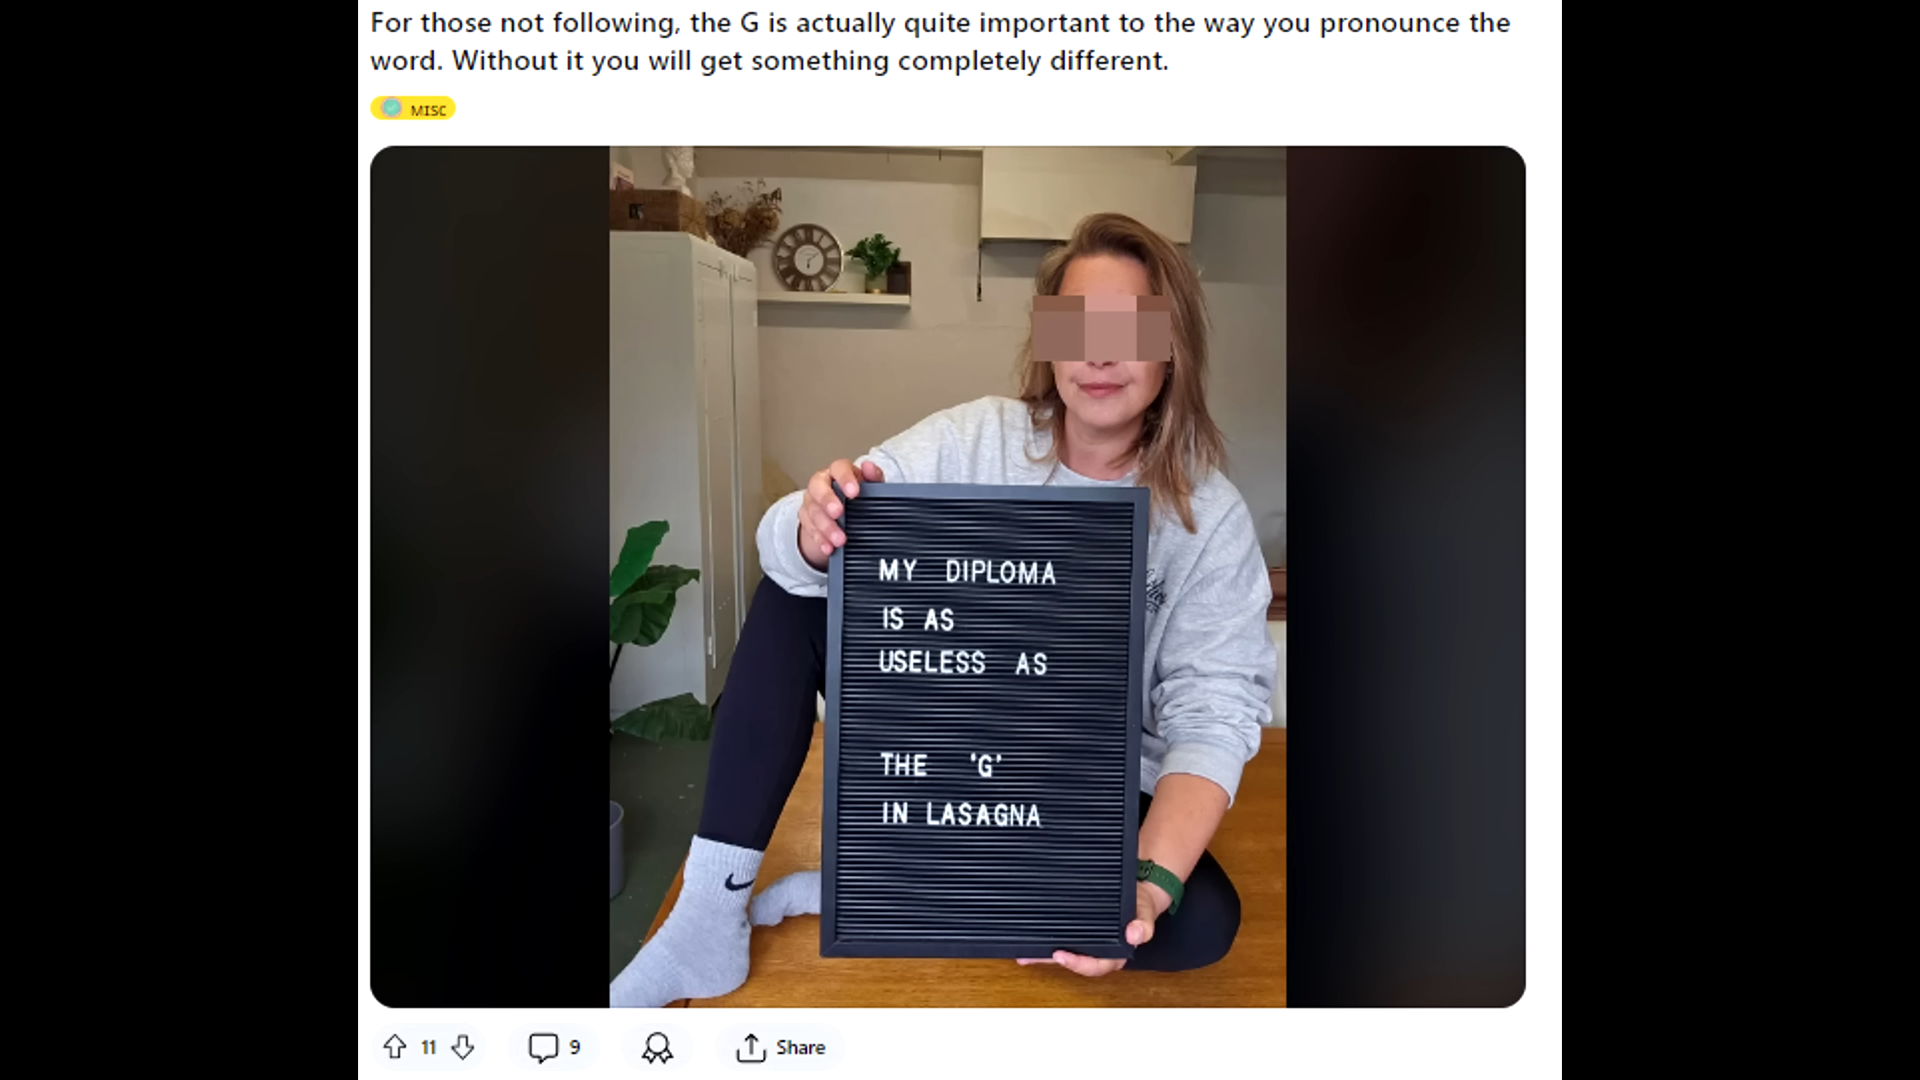 For those not following, the G is actually quite important to the way you pronounce the
word. Without it you will get something completely different.
MISC
MY DIPLOMA
IS AS
USELESS AS
THE 'G'
IN LASAGNA
11
9
Share